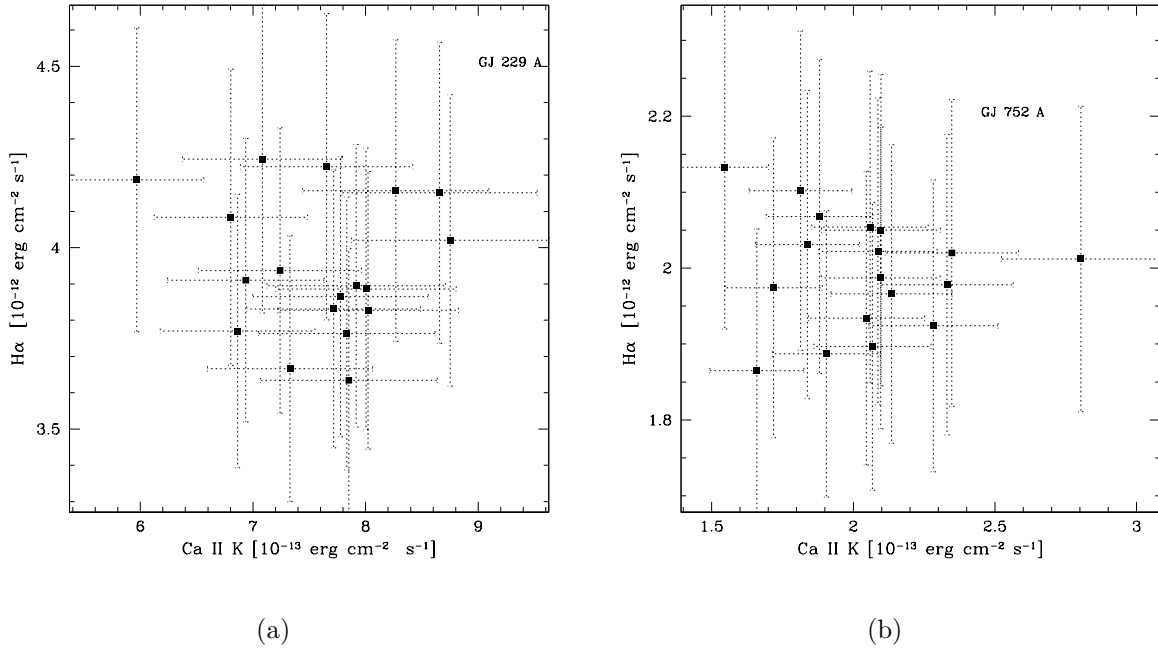 GJ 229 A
4.5
4
3.5
Hα [10⁻¹² erg cm⁻² s⁻¹]
6 7 8 9
Ca II K [10⁻¹³ erg cm⁻² s⁻¹]
(a)
GJ 752 A
2.2
2
1.8
Hα [10⁻¹² erg cm⁻² s⁻¹]
1.5 2 2.5 3
Ca II K [10⁻¹³ erg cm⁻² s⁻¹]
(b)